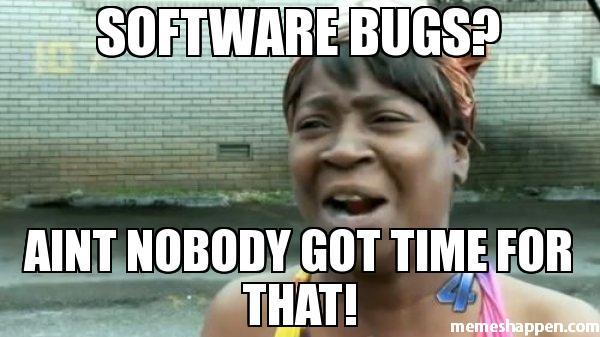 SOFTWARE BUGS?
AINT NOBODY GOT TIME FOR
THAT!
4
memeshappen.com